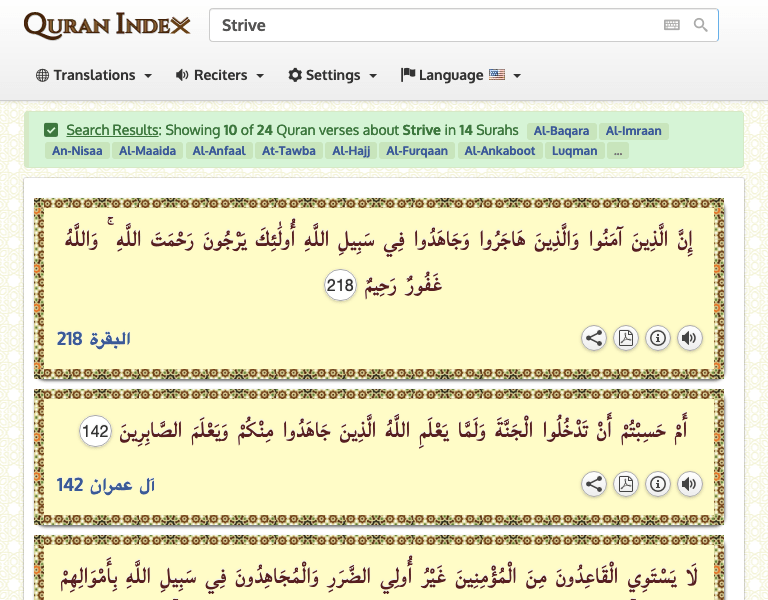 QURAN INDEX
Strive
Translations Reciters Settings Language
Search Results: Showing 10 of 24 Quran verses about Strive in 14 Surahs Al-Baqara Al-Imraan
An-Nisaa Al-Maaida Al-Anfaal At-Tawba Al-Hajj Al-Furqaan Al-Ankaboot Luqman ...
إِنَّ الَّذِينَ آمَنُوا وَالَّذِينَ هَاجَرُوا وَجَاهَدُوا فِي سَبِيلِ اللَّهِ أُولَٰئِكَ يَرْجُونَ رَحْمَتَ اللَّهِ ۚ وَاللَّهُ
غَفُورٌ رَحِيمٌ 218
البقرة 218
أَمْ حَسِبْتُمْ أَنْ تَدْخُلُوا الْجَنَّةَ وَلَمَّا يَعْلَمِ اللَّهُ الَّذِينَ جَاهَدُوا مِنْكُمْ وَيَعْلَمَ الصَّابِرِينَ 142
آل عمران 142
لَا يَسْتَوِي الْقَاعِدُونَ مِنَ الْمُؤْمِنِينَ غَيْرُ أُولِي الضَّرَرِ وَالْمُجَاهِدُونَ فِي سَبِيلِ اللَّهِ بِأَمْوَالِهِمْ